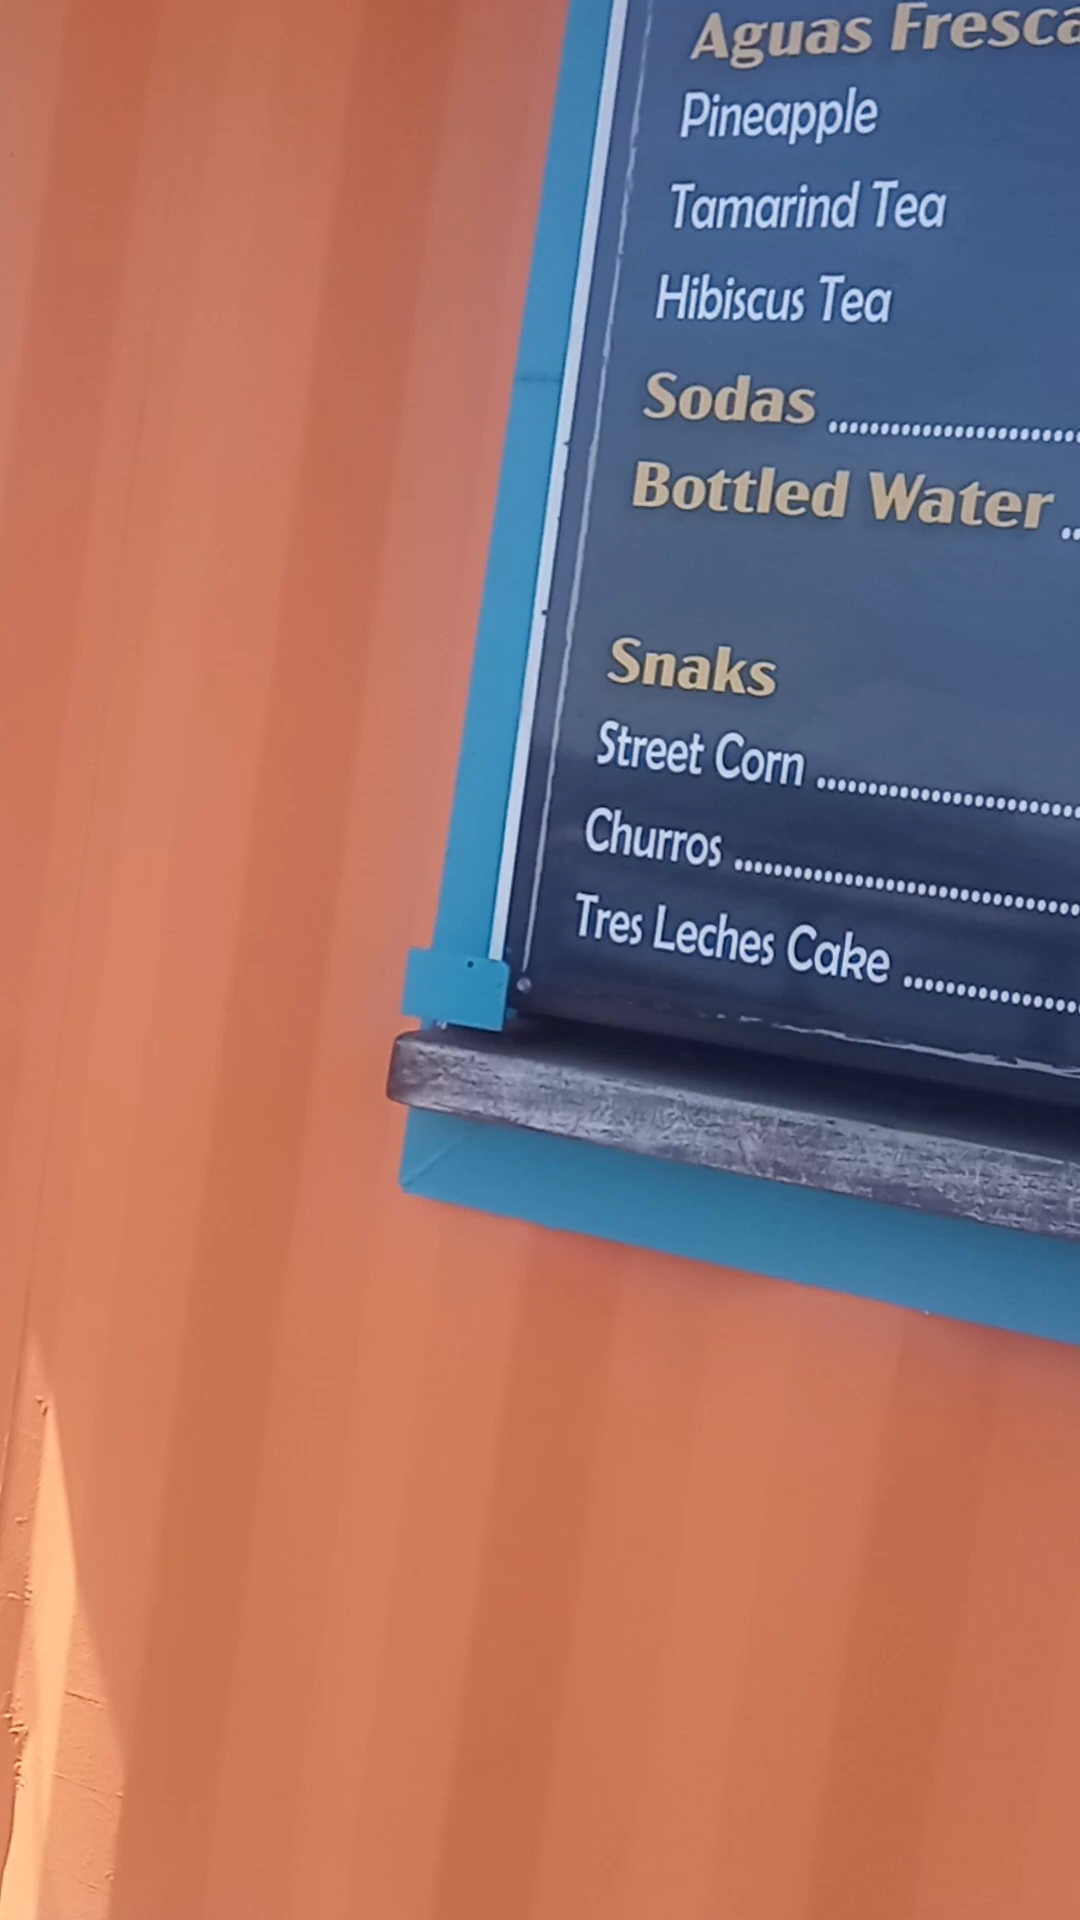 Aguas Fresca
Pineapple
Tamarind Tea
Hibiscus Tea
Sodas ..............................
Bottled Water ..
Snaks
Street Corn ..............................
Churros ..............................
Tres Leches Cake ....................